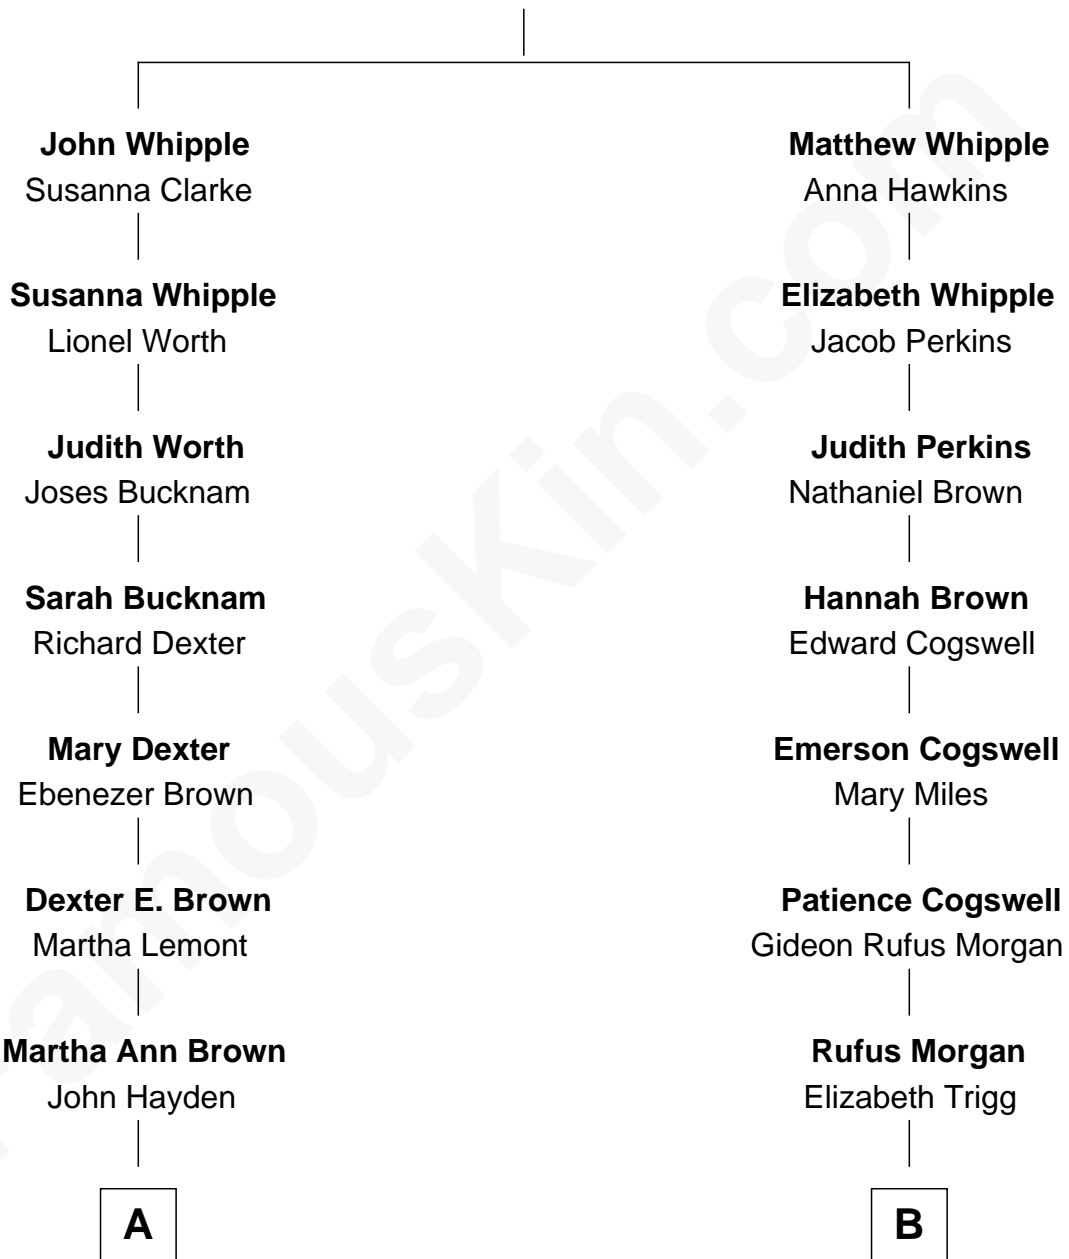 John Whipple
Susanna Clarke
Susanna Whipple
Lionel Worth
Judith Worth
Joses Bucknam
Sarah Bucknam
Richard Dexter
Mary Dexter
Ebenezer Brown
Dexter E. Brown
Martha Lemont
Martha Ann Brown
John Hayden
A
Matthew Whipple
Anna Hawkins
Elizabeth Whipple
Jacob Perkins
Judith Perkins
Nathaniel Brown
Hannah Brown
Edward Cogswell
Emerson Cogswell
Mary Miles
Patience Cogswell
Gideon Rufus Morgan
Rufus Morgan
Elizabeth Trigg
B
FamousKin.com